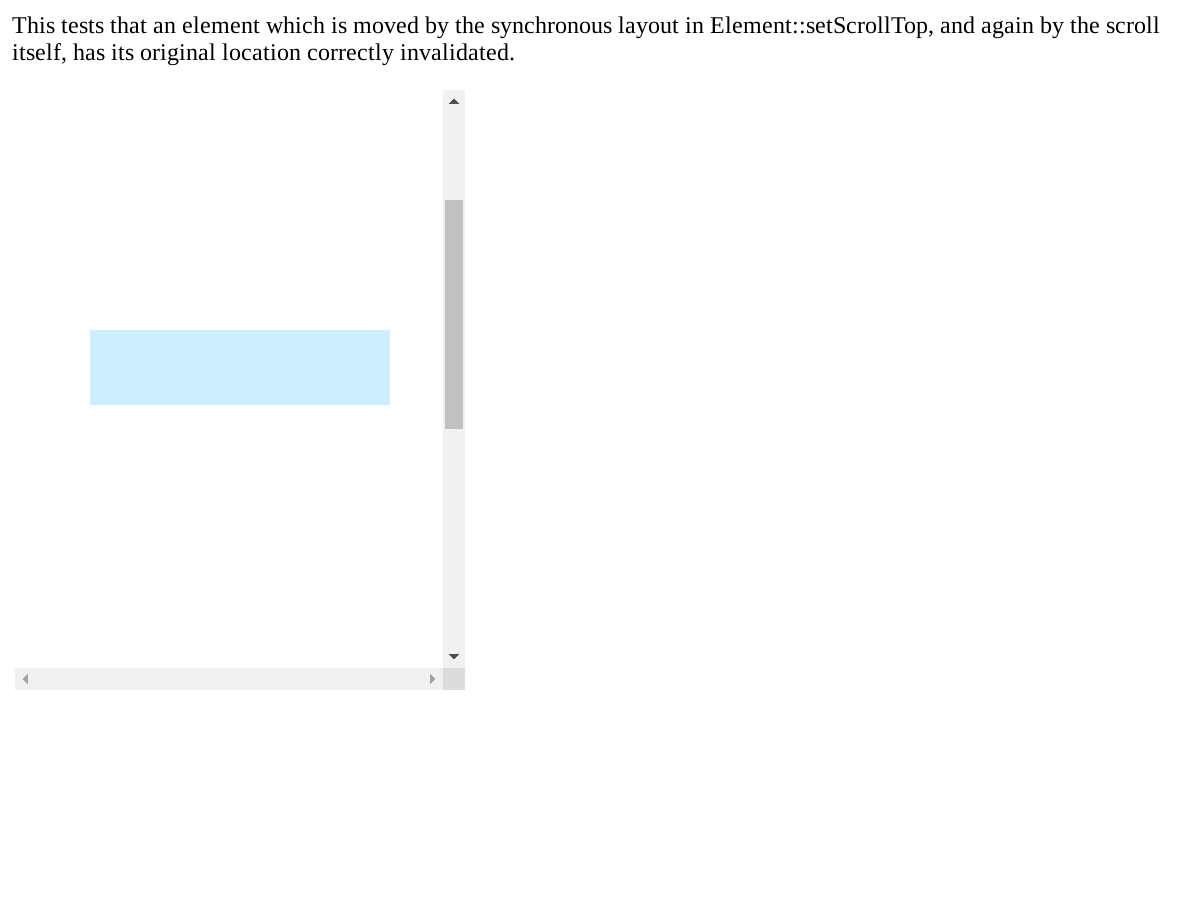 This tests that an element which is moved by the synchronous layout in Element::setScrollTop, and again by the scroll
itself, has its original location correctly invalidated.